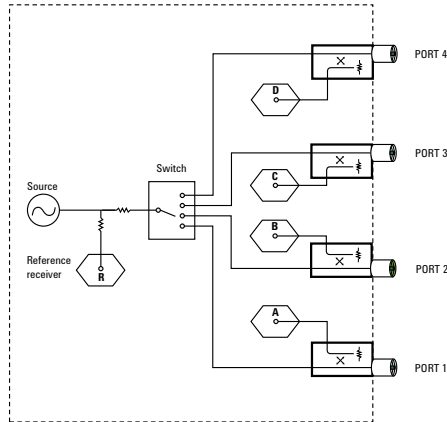 PORT 4
D
PORT 3
Switch
C
Source
B
Reference
receiver
R
PORT 2
A
PORT 1